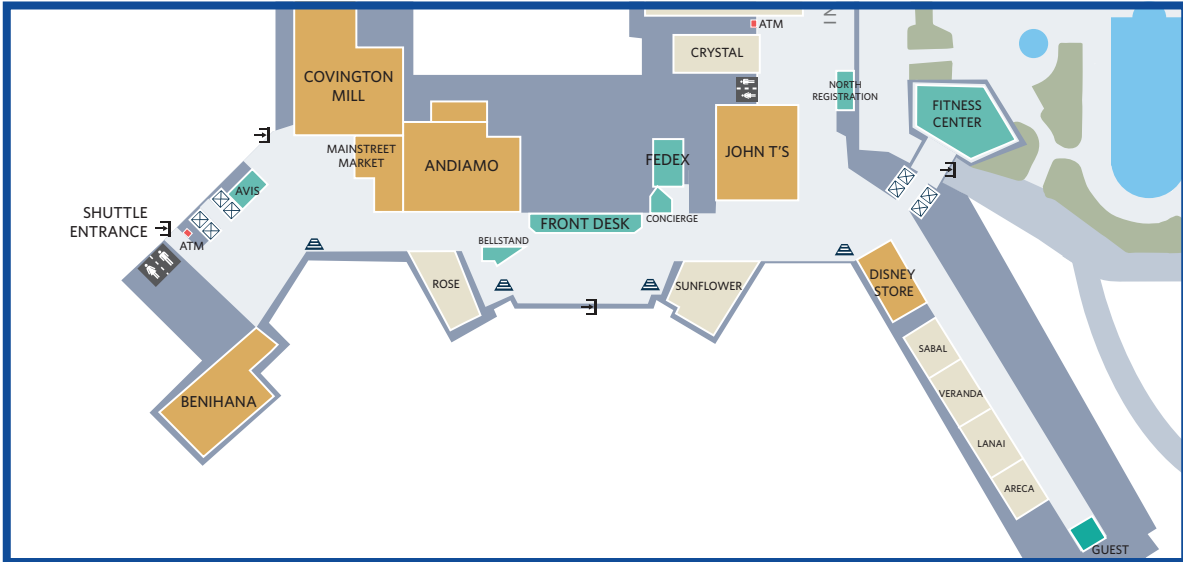 ATM
CRYSTAL
COVINGTON
MILL
NORTH
REGISTRATION
FITNESS
CENTER
MAINSTREET
MARKET
ANDIAMO
FEDEX
JOHN T'S
AVIS
SHUTTLE
ENTRANCE
ATM
FRONT DESK
CONCIERGE
BELLSTAND
ROSE
SUNFLOWER
DISNEY
STORE
SABAL
VERANDA
BENIHANA
LANAI
ARECA
GUEST